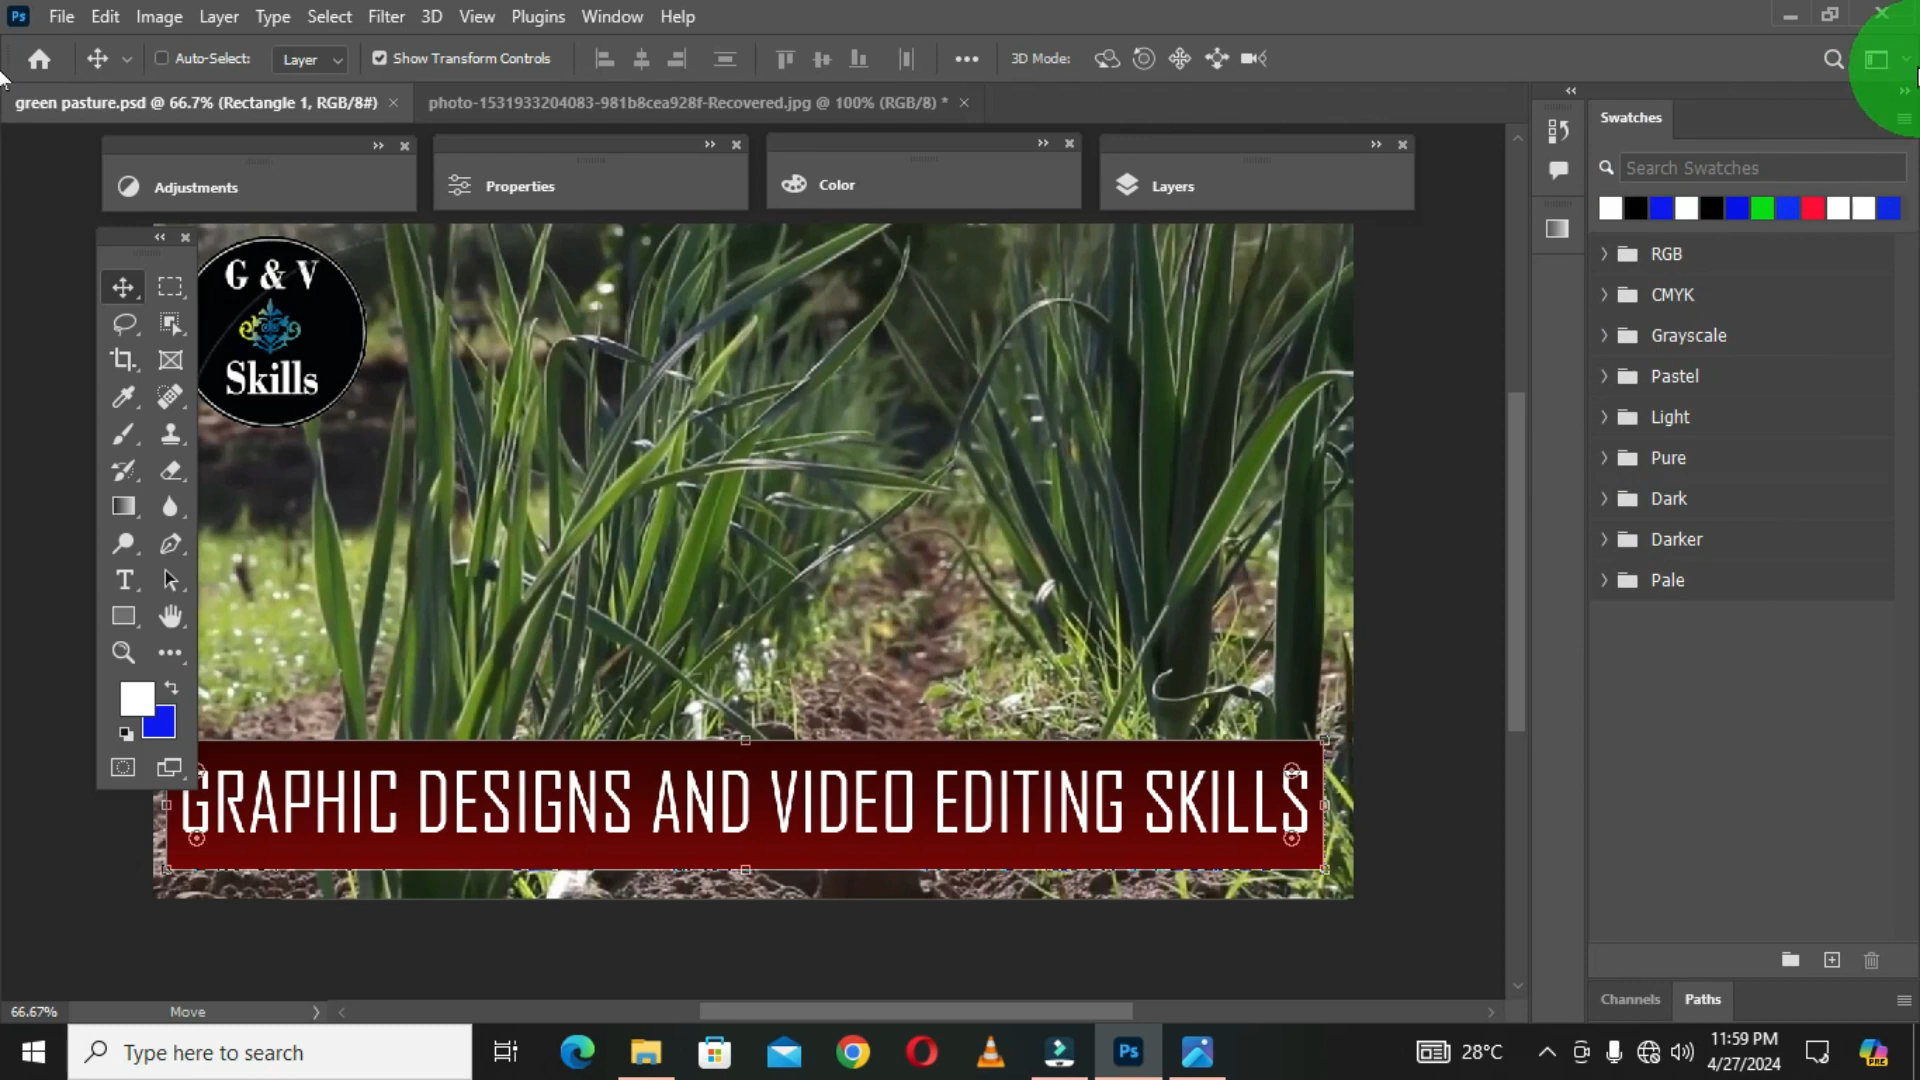 Ps File Edit Image Layer Type Select Filter 3D View Plugins Window Help
Auto-Select: Layer Show Transform Controls ••• 3D Mode:
green pasture.psd @ 66.7% (Rectangle 1, RGB/8#) × photo-1531933204083-981b8cea928f-Recovered.jpg @ 100% (RGB/8) * ×
Swatches
Search Swatches
Adjustments
Properties
Color
Layers
RGB
CMYK
Grayscale
Pastel
Light
Pure
Dark
Darker
Pale
G & V
Skills
T
GRAPHIC DESIGNS AND VIDEO EDITING SKILLS
Channels Paths
66.67% Move
Type here to search
Ps
28°C
11:59 PM
4/27/2024
PRE